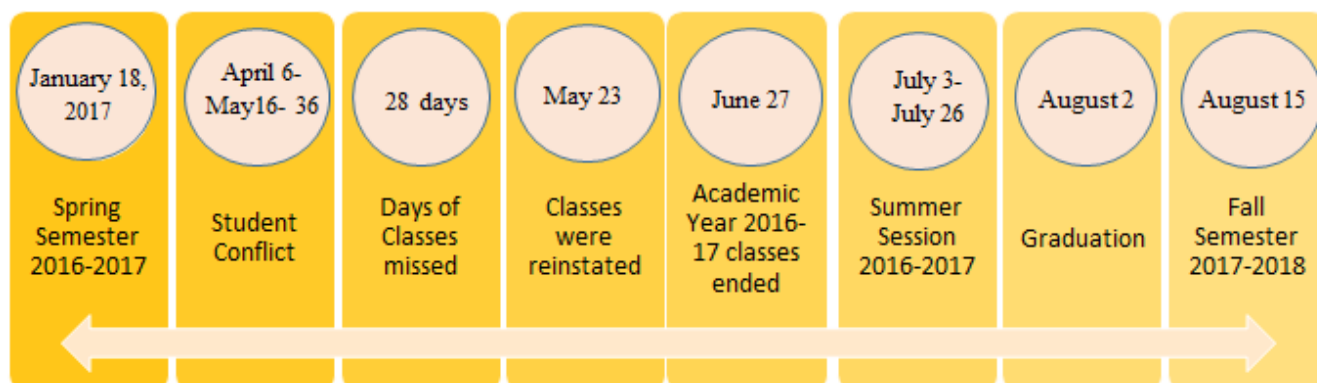 January 18,
2017
Spring
Semester
2016-2017
April 6-
May16- 36
Student
Conflict
28 days
Days of
Classes
missed
May 23
Classes
were
reinstated
June 27
Academic
Year 2016-
17 classes
ended
July 3-
July 26
Summer
Session
2016-2017
August 2
Graduation
August 15
Fall
Semester
2017-2018